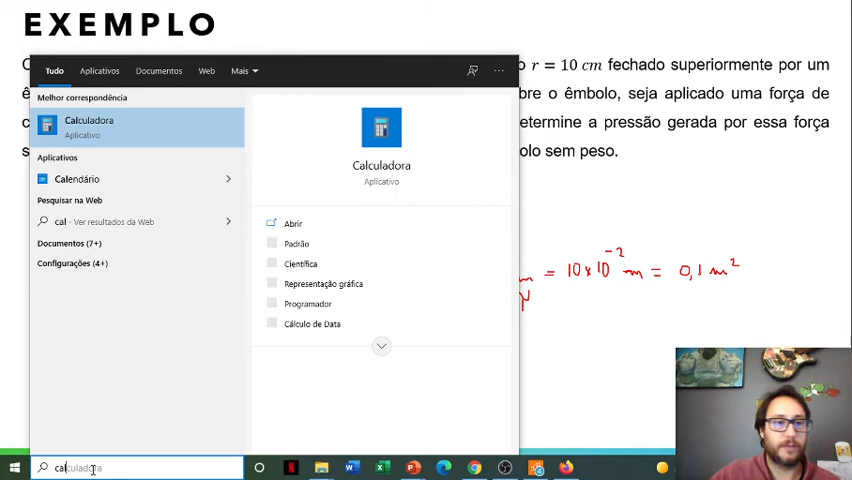 EXEMPLO
r = 10 cm fechado superiormente por um
bre o êmbolo, seja aplicado uma força de
etermine a pressão gerada por essa força
olo sem peso.
Tudo Aplicativos Documentos Web Mais
Melhor correspondência
Calculadora
Aplicativo
Aplicativos
Calendário
Pesquisar na Web
cal - Ver resultados da Web
Documentos (7+)
Configurações (4+)
Calculadora
Aplicativo
Abrir
Padrão
Científica
Representação gráfica
Programador
Cálculo de Data
m = 10x10^-2 m = 0,1 m^2
calculadora